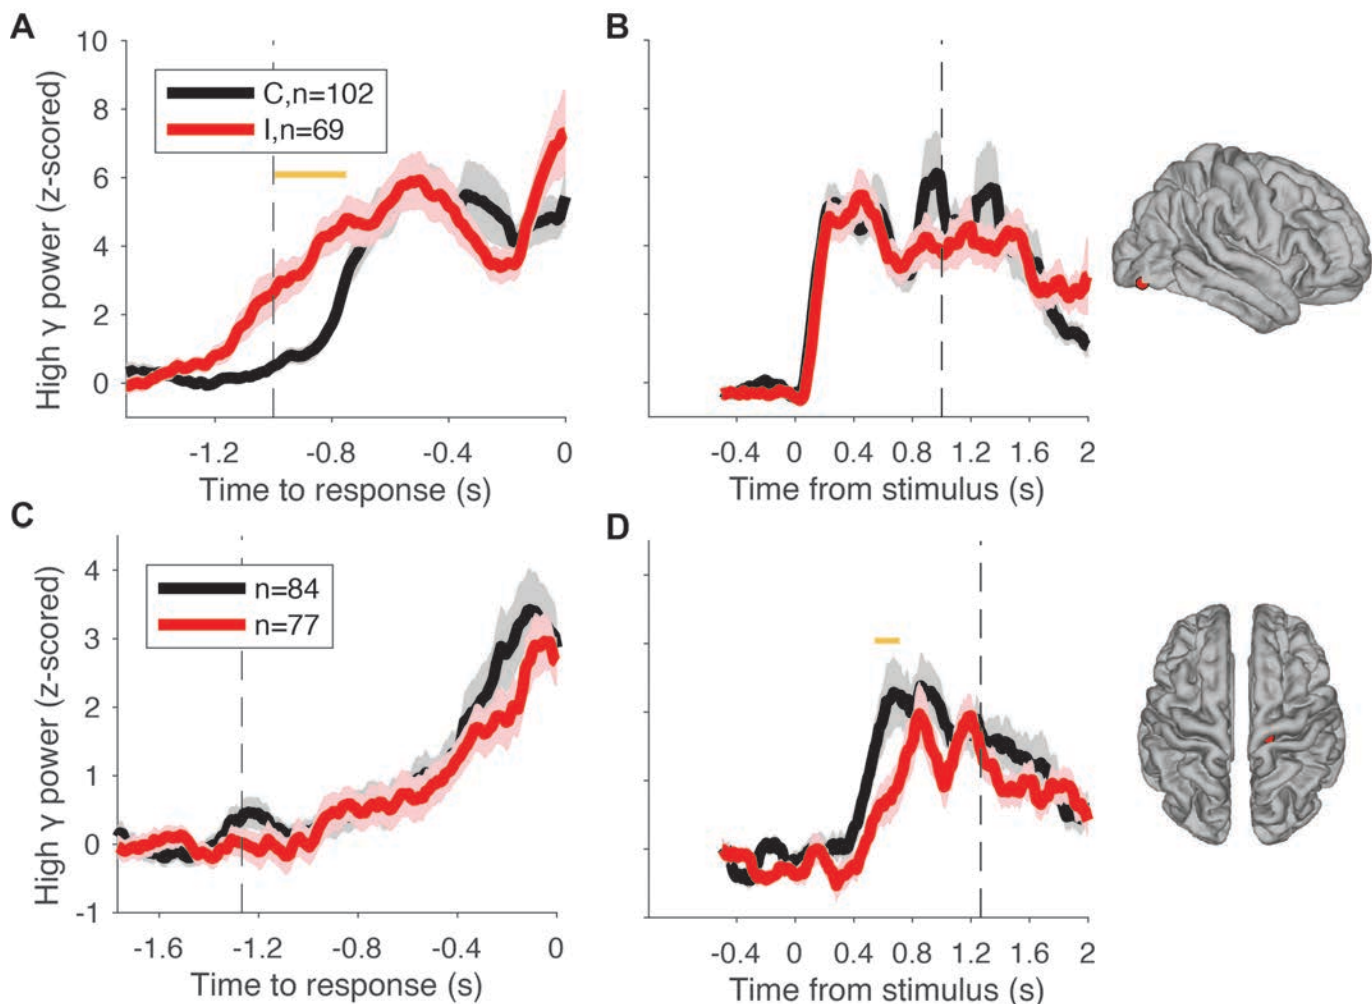 A
High γ power (z-scored)
10
8
6
4
2
0
C,n=102
I,n=69
-1.2
-0.8
-0.4
0
Time to response (s)
B
-0.4
0
0.4
0.8
1.2
1.6
2
Time from stimulus (s)
C
High γ power (z-scored)
4
3
2
1
0
-1
n=84
n=77
-1.6
-1.2
-0.8
-0.4
0
Time to response (s)
D
-0.4
0
0.4
0.8
1.2
1.6
2
Time from stimulus (s)